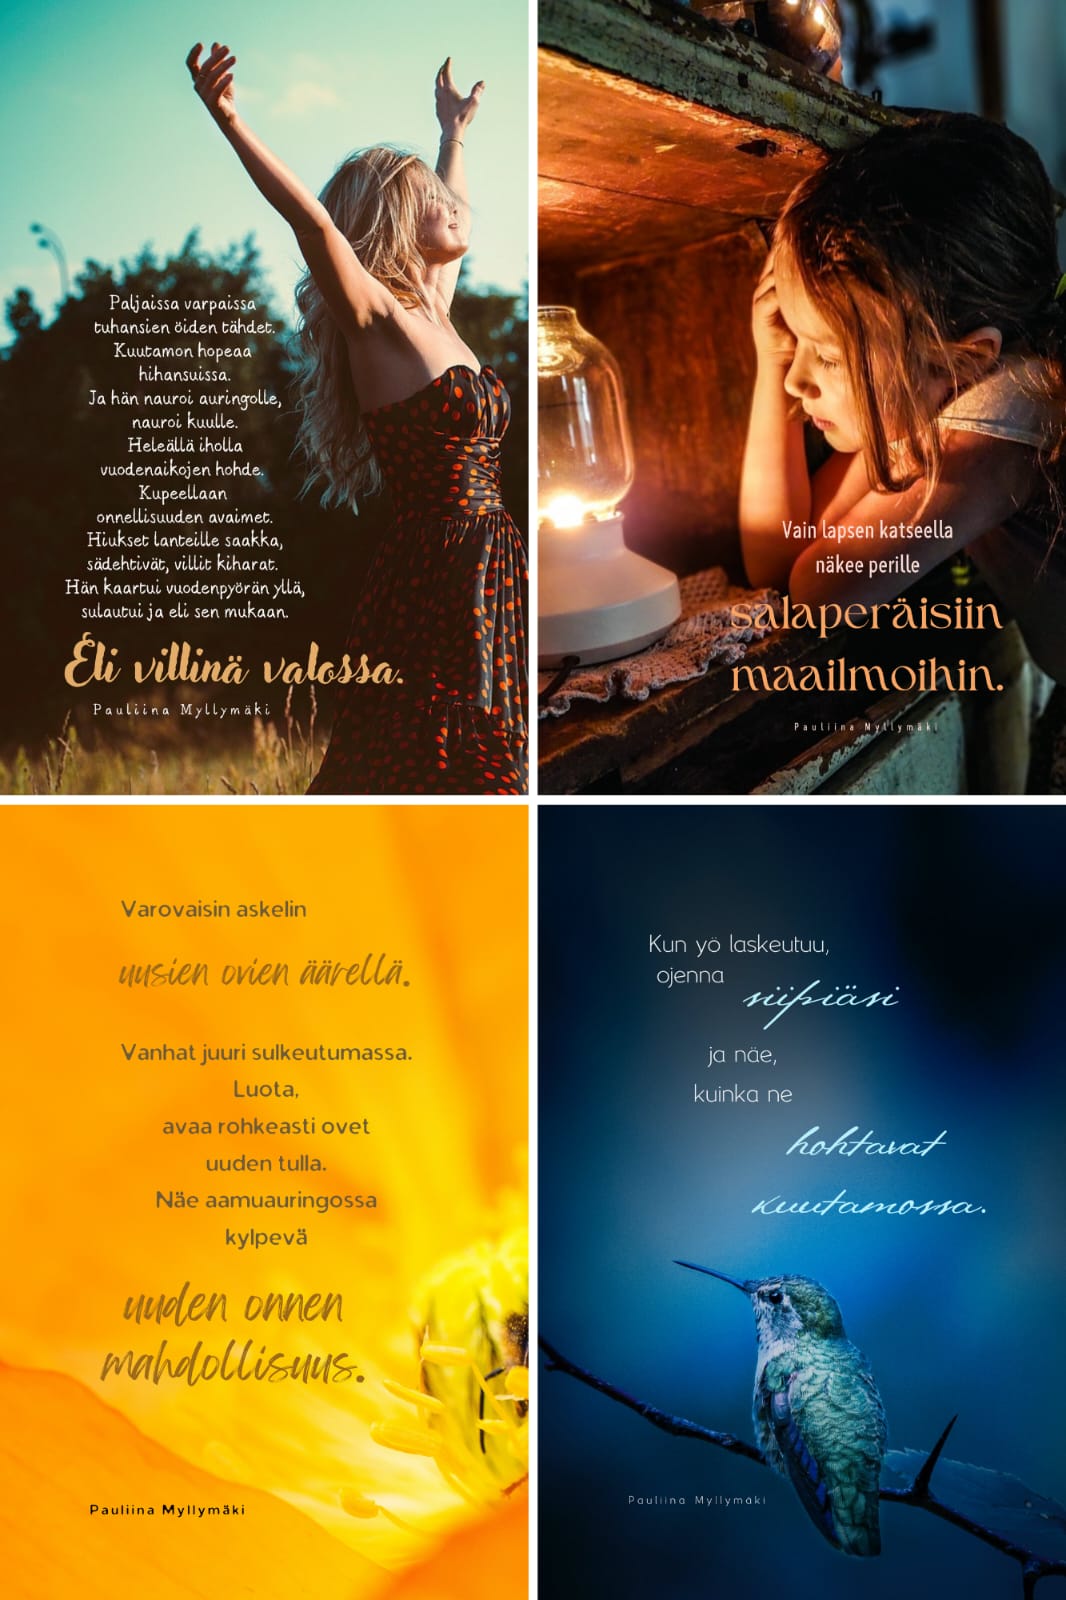 Paljaissa varpaissa
tuhansien öiden tähdet.
Kuutamon hopeaa
hihansuissa.
Ja hän nauroi auringolle,
nauroi kuulle.
Heleällä iholla
vuodenaikojen hohde.
Kupeellaan
onnellisuuden avaimet.
Hiukset lanteille saakka,
sädehtivät, villit kiharat.
Hän kaartui vuodenpyörän yllä,
sulautui ja eli sen mukaan.
Eli villinä valossa.
Pauliina Myllymäki
Vain lapsen katseella
näkee perille
salaperäisiin
maailmoihin.
Pauliina Myllymäki
Varovaisin askelin
uusien ovien äärellä.
Vanhat juuri sulkeutumassa.
Luota,
avaa rohkeasti ovet
uuden tulla.
Näe aamuauringossa
kylpevä
uuden onnen
mahdollisuus.
Pauliina Myllymäki
Kun yö laskeutuu,
ojenna
siipiäsi
ja näe,
kuinka ne
hohtavat
kuutamossa.
Pauliina Myllymäki